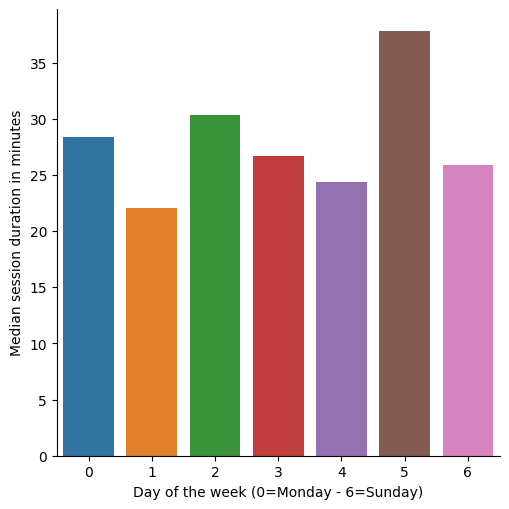 Median session duration in minutes
35
30
25
20
15
10
5
0
0 1 2 3 4 5 6
Day of the week (0=Monday - 6=Sunday)